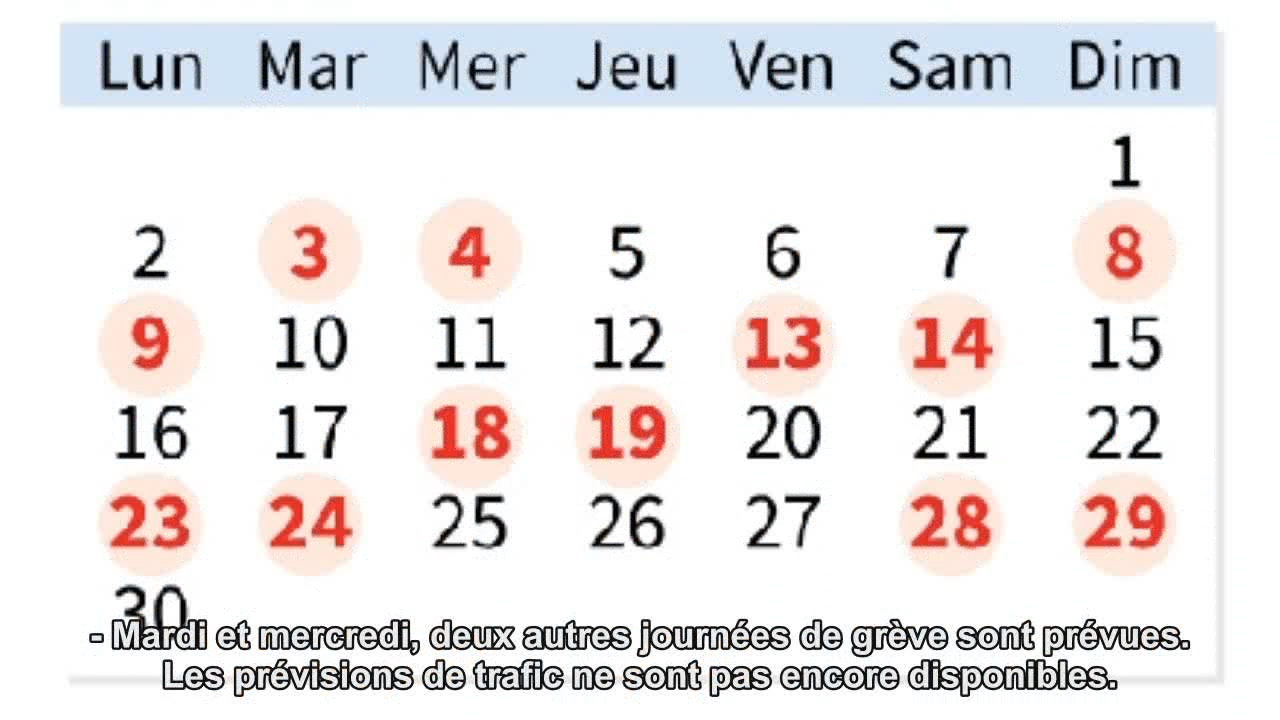 Lun Mar Mer Jeu Ven Sam Dim
1
2 3 4 5 6 7 8
9 10 11 12 13 14 15
16 17 18 19 20 21 22
23 24 25 26 27 28 29
30
- Mardi et mercredi, deux autres journées de grève sont prévues.
Les prévisions de trafic ne sont pas encore disponibles.